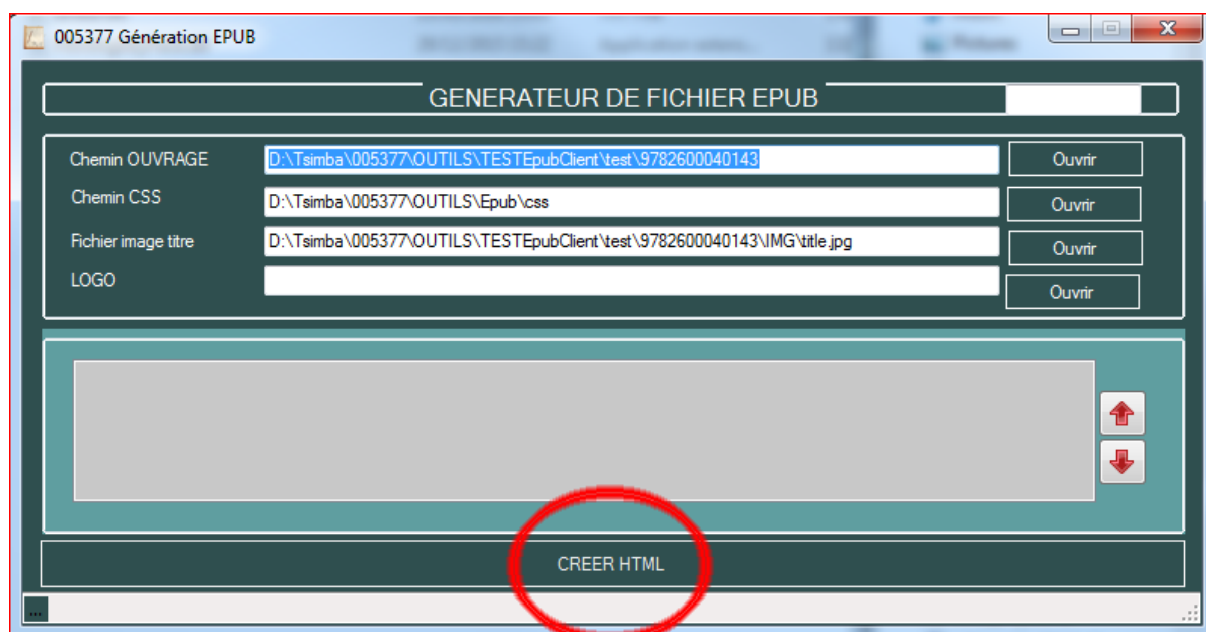 005377 Génération EPUB
GENERATEUR DE FICHIER EPUB
Chemin OUVRAGE D:\Tsimba\005377\OUTILS\TESTEpubClient\test\9782600040143 Ouvrir
Chemin CSS D:\Tsimba\005377\OUTILS\Epub\css Ouvrir
Fichier image titre D:\Tsimba\005377\OUTILS\TESTEpubClient\test\9782600040143\IMG\title.jpg Ouvrir
LOGO Ouvrir
CREER HTML
...